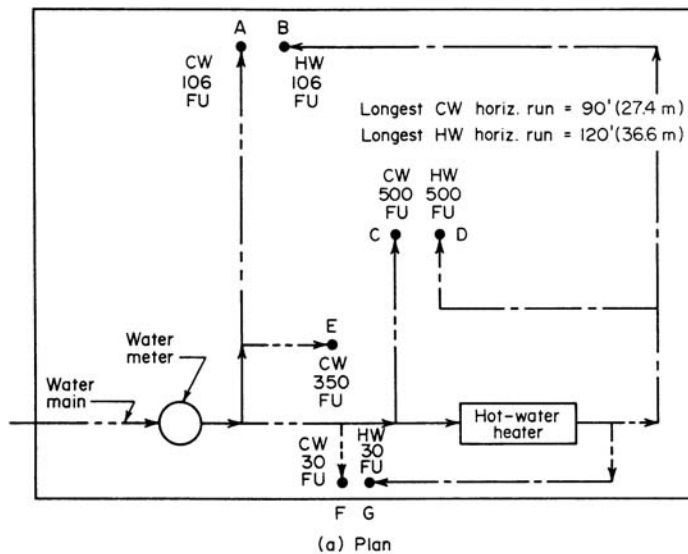 A
B
CW
106
FU
HW
106
FU
Longest CW horiz. run = 90'(27.4 m)
Longest HW horiz. run = 120'(36.6 m)
CW
500
FU
HW
500
FU
C
D
E
CW
350
FU
Water
meter
Water
main
Hot-water
heater
CW
30
FU
HW
30
FU
F
G
(a) Plan